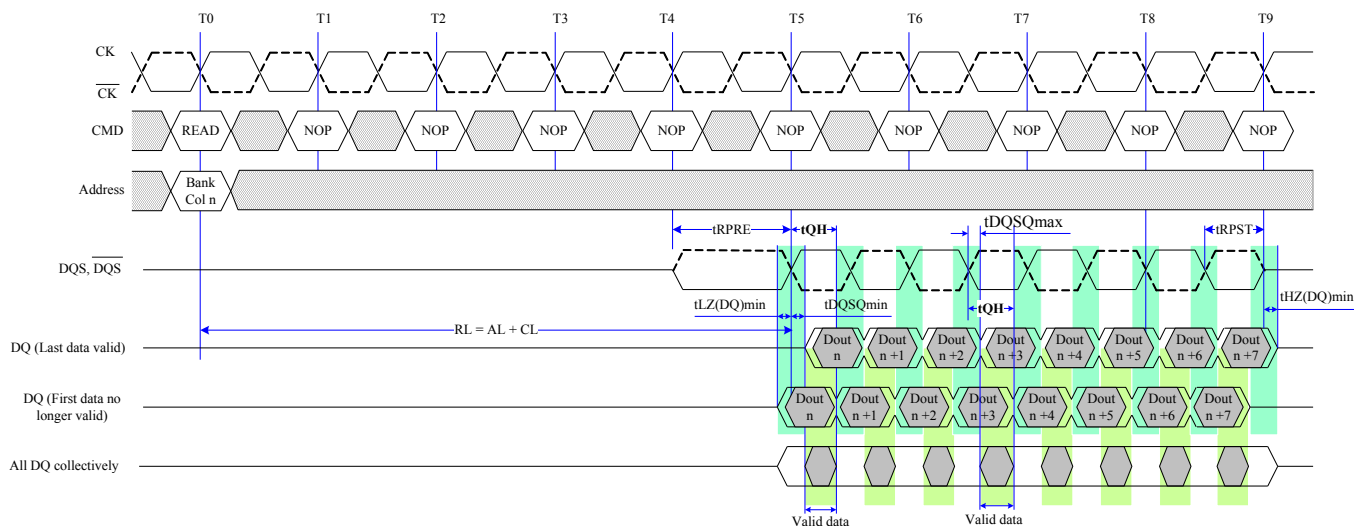 T0 T1 T2 T3 T4 T5 T6 T7 T8 T9
CK
CK
CMD READ NOP NOP NOP NOP NOP NOP NOP NOP NOP
Address Bank
Col n
tRPRE tQH tDQSQmax tRPST
DQS, DQS
tLZ(DQ)min tDQSQmin tQH tHZ(DQ)min
RL = AL + CL
DQ (Last data valid)
Dout Dout Dout Dout Dout Dout Dout Dout
n n +1 n +2 n +3 n +4 n +5 n +6 n +7
DQ (First data no
longer valid)
Dout Dout Dout Dout Dout Dout Dout Dout
n n +1 n +2 n +3 n +4 n +5 n +6 n +7
All DQ collectively
Valid data Valid data